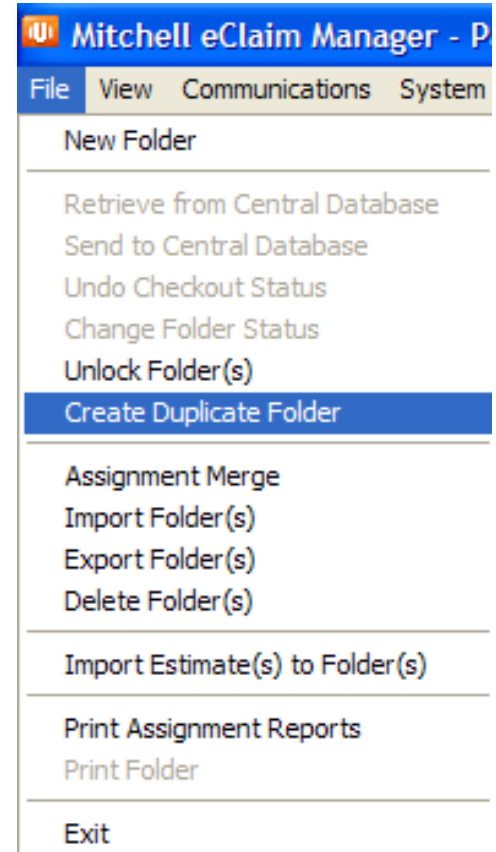 Mitchell eClaim Manager - P
File View Communications System
New Folder
Retrieve from Central Database
Send to Central Database
Undo Checkout Status
Change Folder Status
Unlock Folder(s)
Create Duplicate Folder
Assignment Merge
Import Folder(s)
Export Folder(s)
Delete Folder(s)
Import Estimate(s) to Folder(s)
Print Assignment Reports
Print Folder
Exit